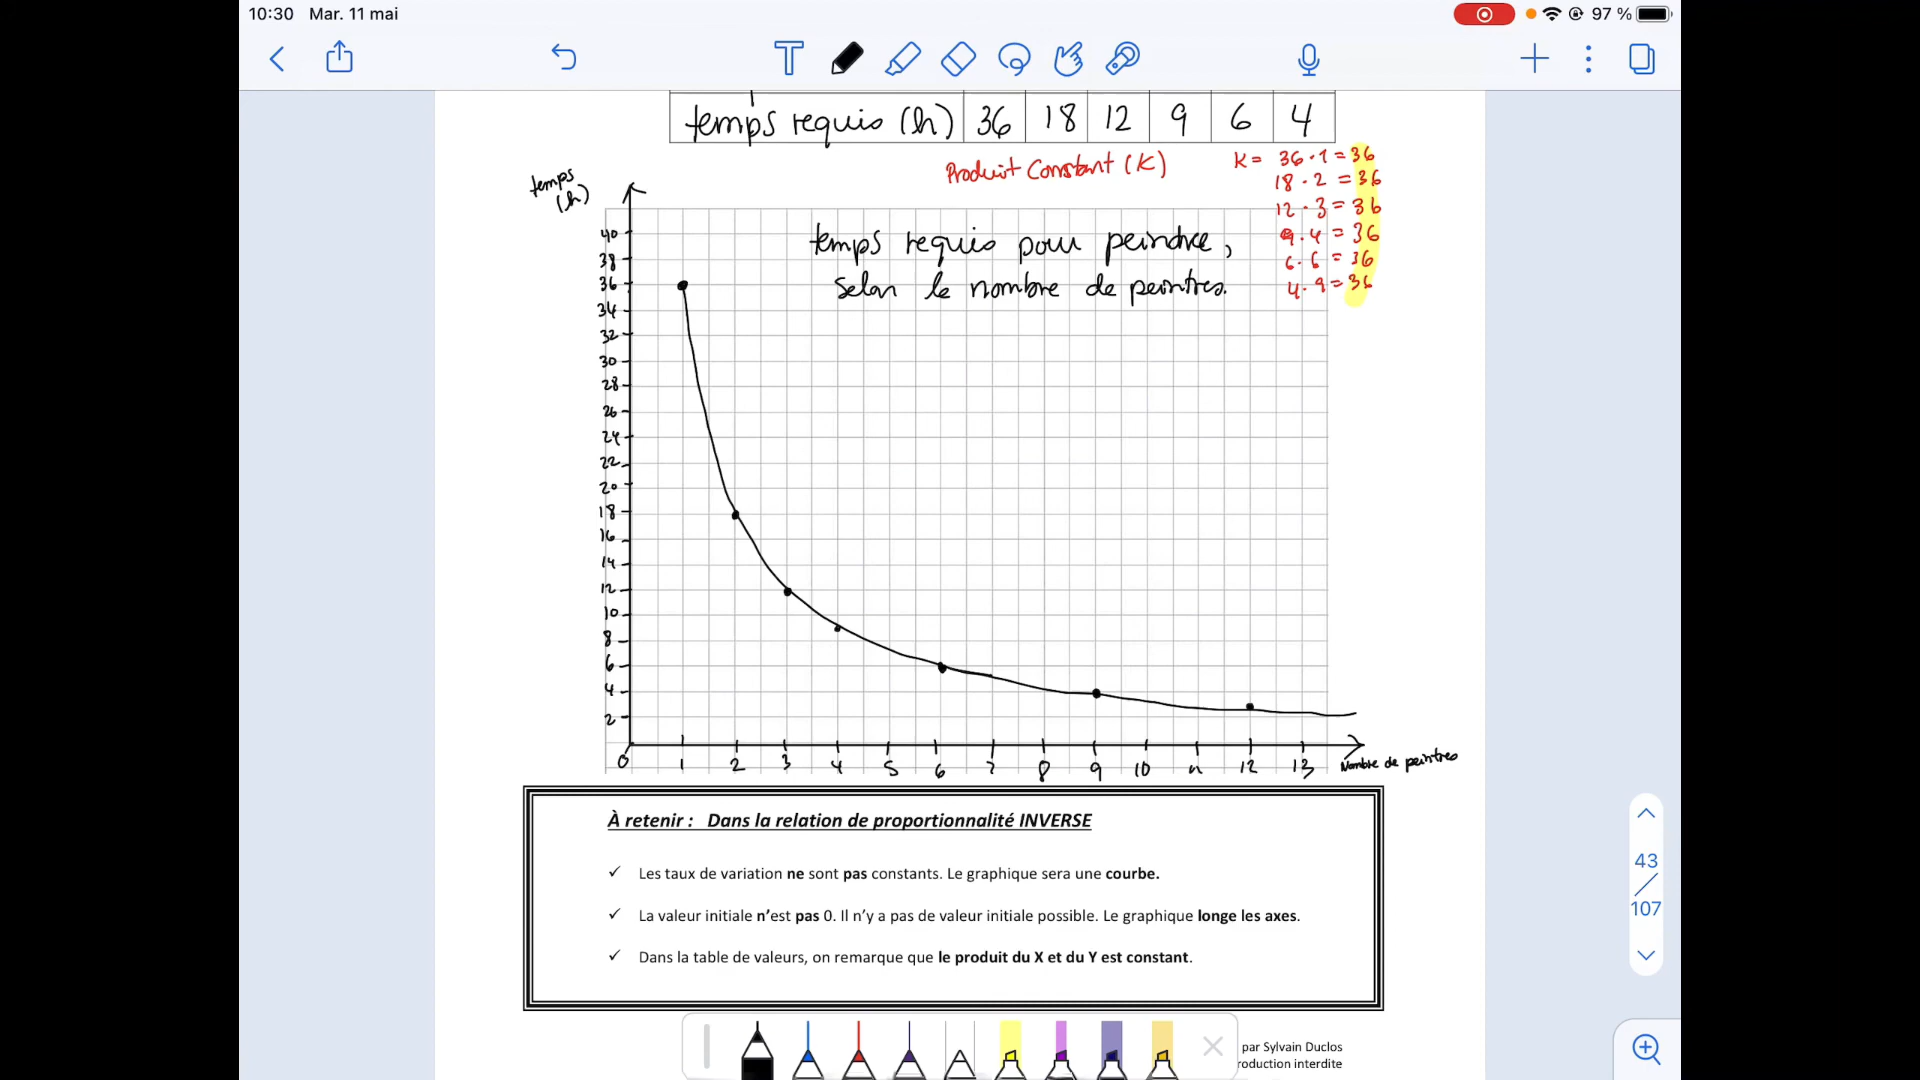 10:30 Mar. 11 mai
97 %
temps requis (h) 36 18 12 9 6 4
Produit Constant (K)
K = 36 · 1 = 36
18 · 2 = 36
12 · 3 = 36
9 · 4 = 36
6 · 6 = 36
4 · 9 = 36
temps
(h)
temps requis pour peindre,
selon le nombre de peintres.
40
38
36
34
32
30
28
26
24
22
20
18
16
14
12
10
8
6
4
2
0 1 2 3 4 5 6 7 8 9 10 11 12 13 Nombre de peintres
À retenir : Dans la relation de proportionnalité INVERSE
✓ Les taux de variation ne sont pas constants. Le graphique sera une courbe.
✓ La valeur initiale n'est pas 0. Il n'y a pas de valeur initiale possible. Le graphique longe les axes.
✓ Dans la table de valeurs, on remarque que le produit du X et du Y est constant.
43
107
par Sylvain Duclos
roduction interdite